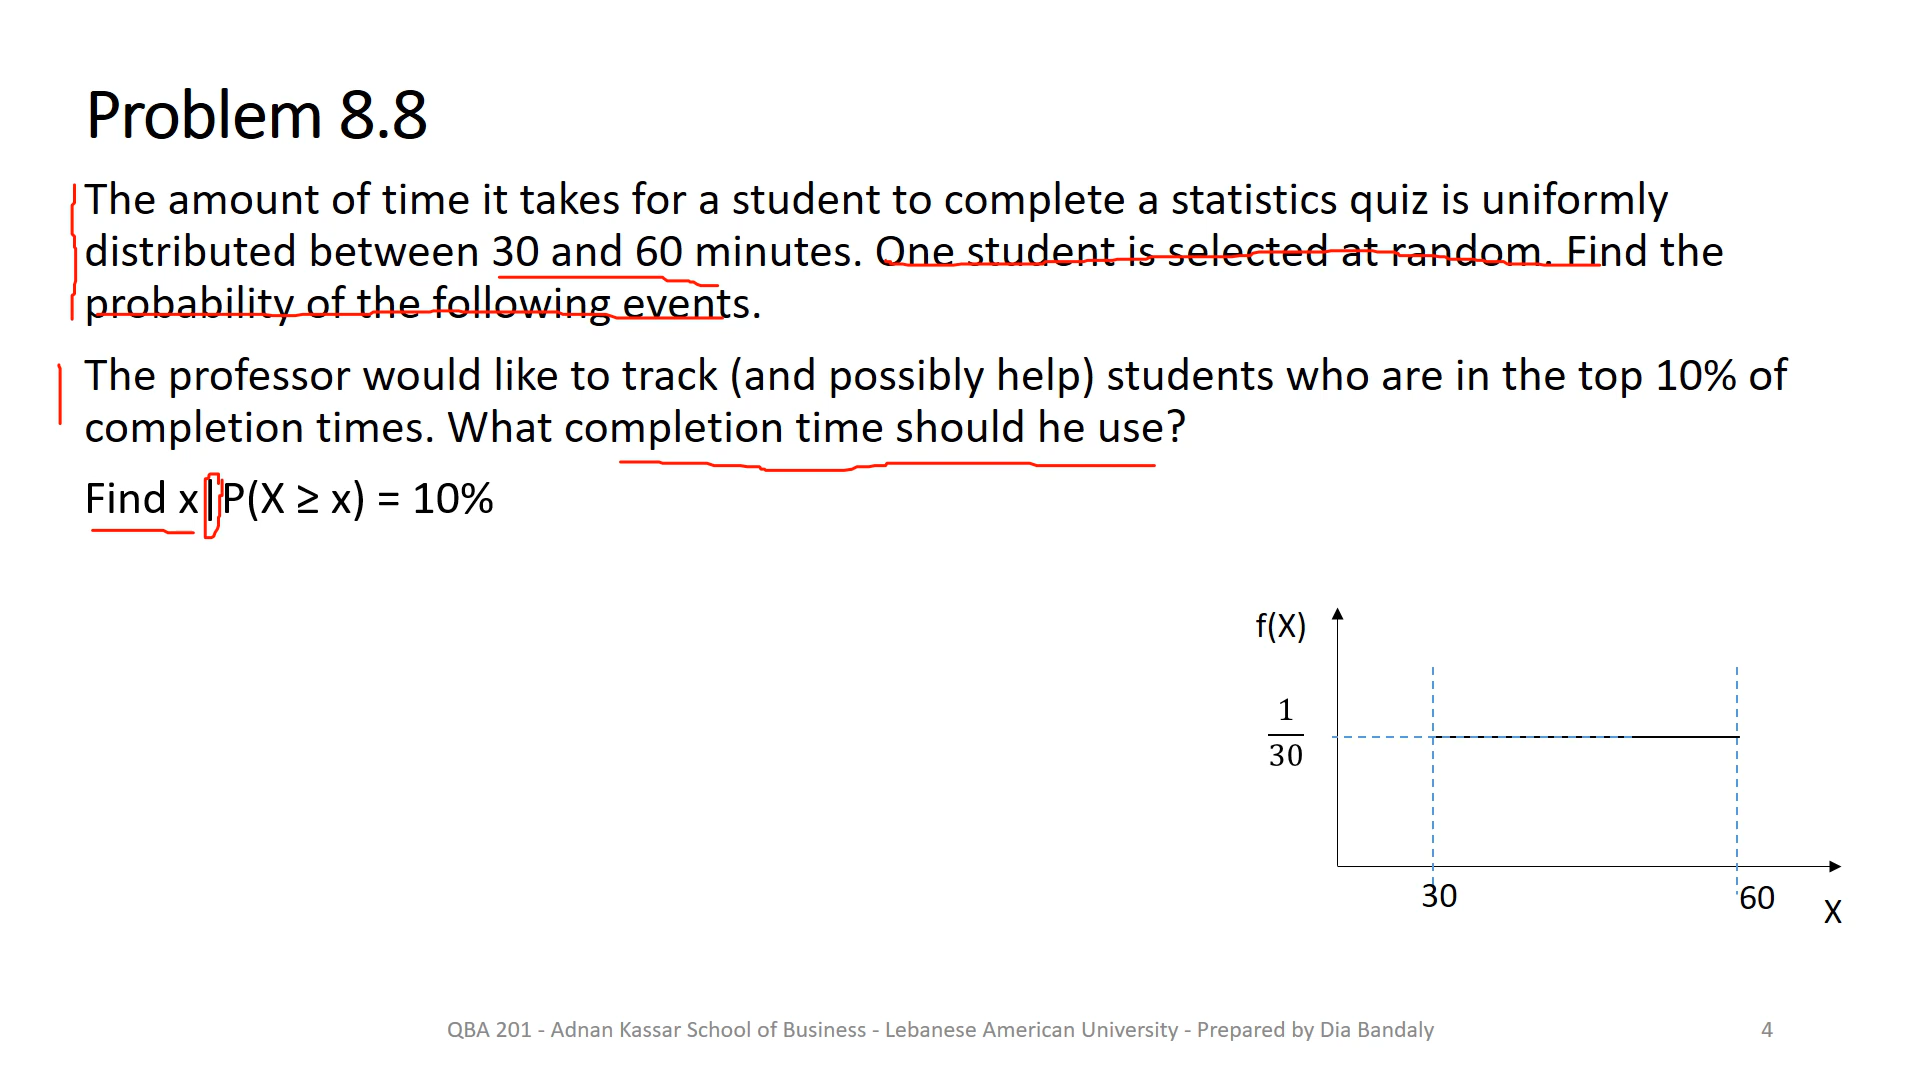 Problem 8.8
The amount of time it takes for a student to complete a statistics quiz is uniformly
distributed between 30 and 60 minutes. One student is selected at random. Find the
probability of the following events.
The professor would like to track (and possibly help) students who are in the top 10% of
completion times. What completion time should he use?
Find x | P(X ≥ x) = 10%
f(X)
1
30
30
60
X
QBA 201 - Adnan Kassar School of Business - Lebanese American University - Prepared by Dia Bandaly
4